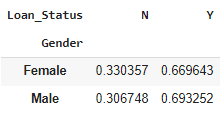 Loan_Status N Y
Gender
Female 0.330357 0.669643
Male 0.306748 0.693252